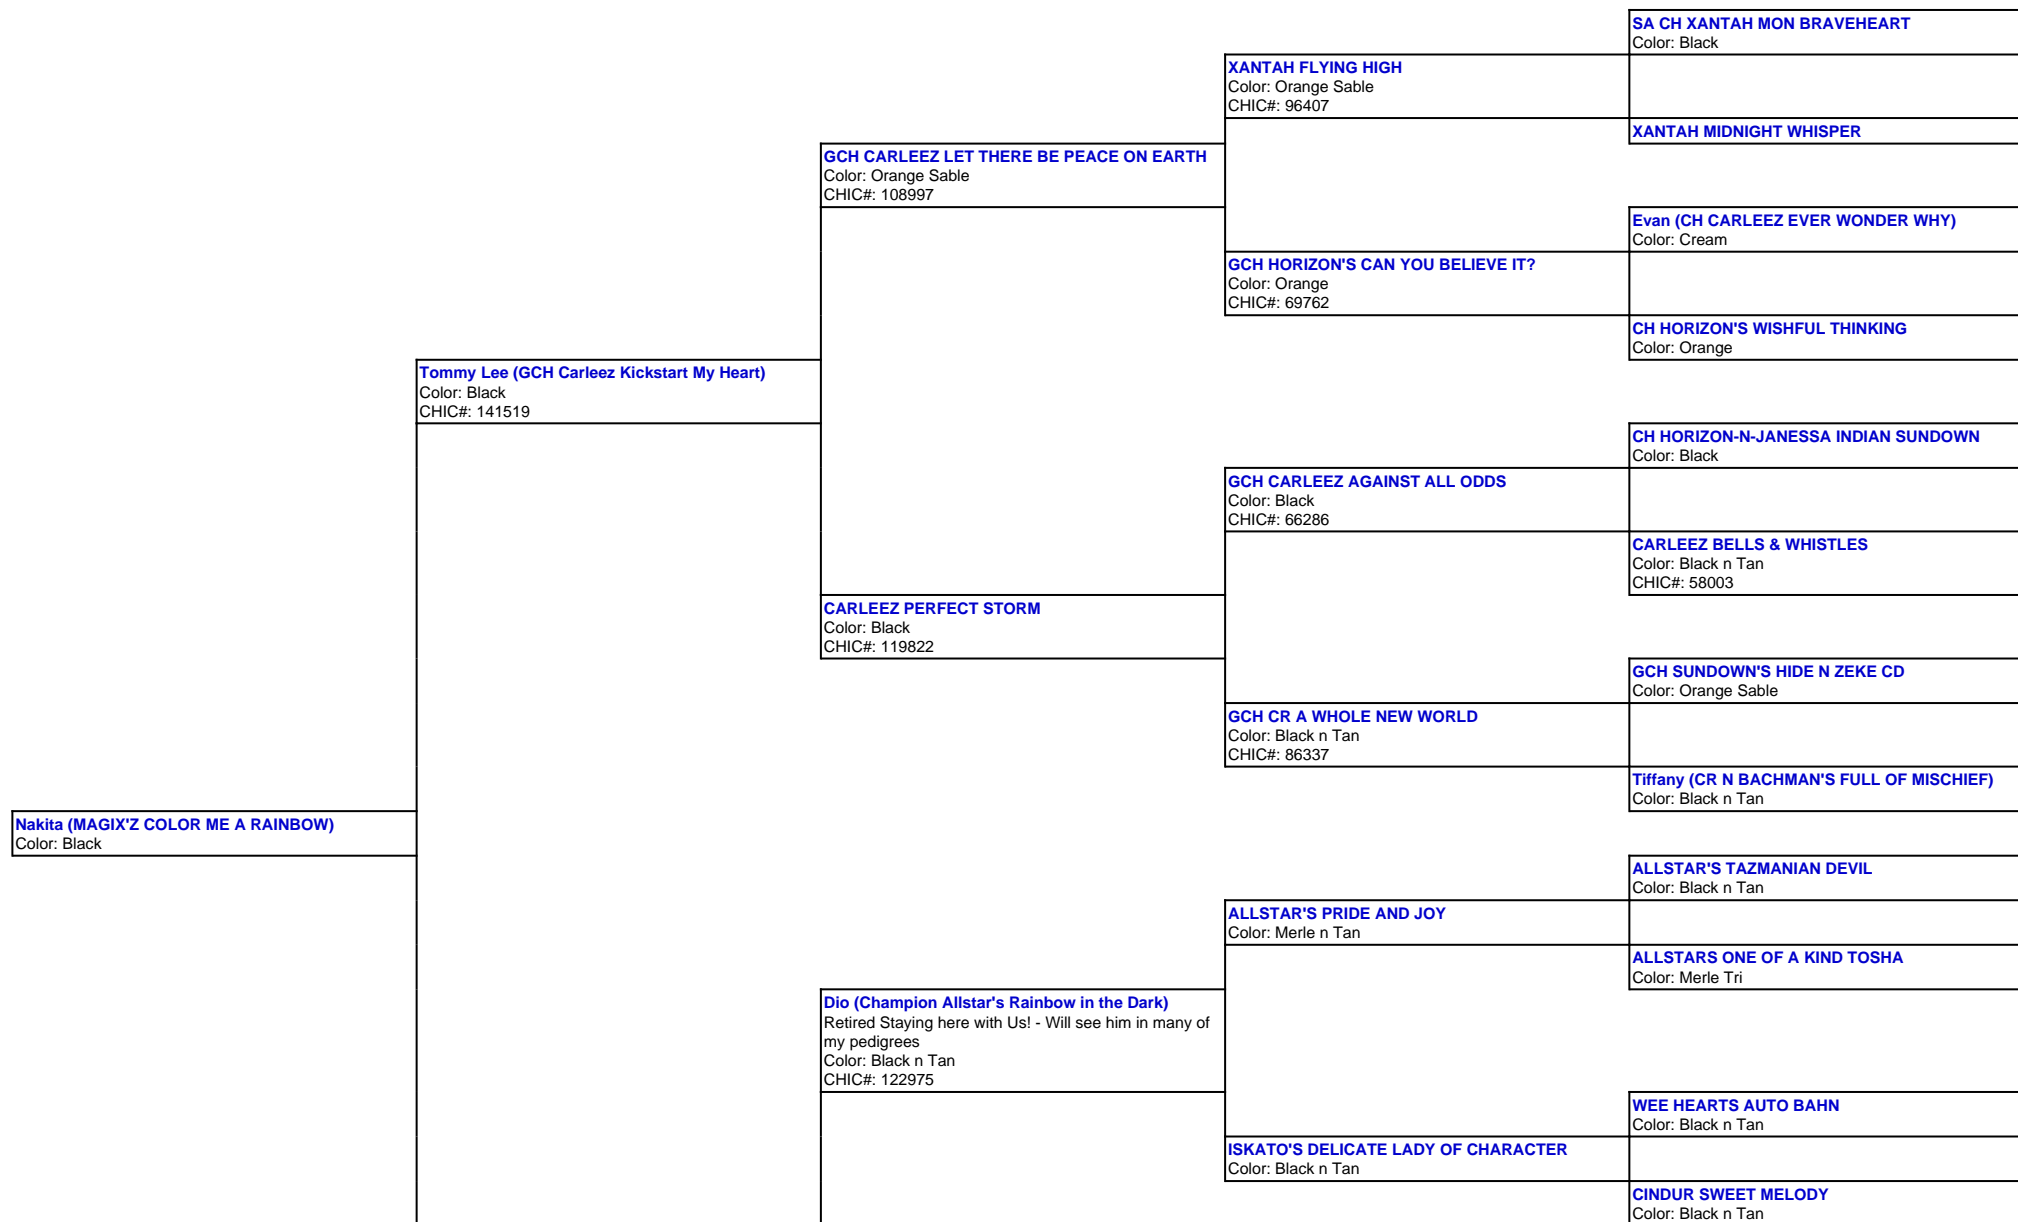 SA CH XANTAH MON BRAVEHEART
Color: Black
XANTAH FLYING HIGH
Color: Orange Sable
CHIC#: 96407
XANTAH MIDNIGHT WHISPER
GCH CARLEEZ LET THERE BE PEACE ON EARTH
Color: Orange Sable
CHIC#: 108997
Evan (CH CARLEEZ EVER WONDER WHY)
Color: Cream
GCH HORIZON'S CAN YOU BELIEVE IT?
Color: Orange
CHIC#: 69762
CH HORIZON'S WISHFUL THINKING
Color: Orange
Tommy Lee (GCH Carleez Kickstart My Heart)
Color: Black
CHIC#: 141519
CH HORIZON-N-JANESSA INDIAN SUNDOWN
Color: Black
GCH CARLEEZ AGAINST ALL ODDS
Color: Black
CHIC#: 66286
CARLEEZ BELLS & WHISTLES
Color: Black n Tan
CHIC#: 58003
CARLEEZ PERFECT STORM
Color: Black
CHIC#: 119822
GCH SUNDOWN'S HIDE N ZEKE CD
Color: Orange Sable
GCH CR A WHOLE NEW WORLD
Color: Black n Tan
CHIC#: 86337
Tiffany (CR N BACHMAN'S FULL OF MISCHIEF)
Color: Black n Tan
Nakita (MAGIX'Z COLOR ME A RAINBOW)
Color: Black
ALLSTAR'S TAZMANIAN DEVIL
Color: Black n Tan
ALLSTAR'S PRIDE AND JOY
Color: Merle n Tan
ALLSTARS ONE OF A KIND TOSHA
Color: Merle Tri
Dio (Champion Allstar's Rainbow in the Dark)
Retired Staying here with Us! - Will see him in many of
my pedigrees
Color: Black n Tan
CHIC#: 122975
WEE HEARTS AUTO BAHN
Color: Black n Tan
ISKATO'S DELICATE LADY OF CHARACTER
Color: Black n Tan
CINDUR SWEET MELODY
Color: Black n Tan